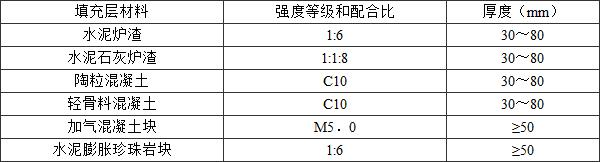 填充层材料 强度等级和配合比 厚度（mm）
水泥炉渣 1:6 30～80
水泥石灰炉渣 1:1:8 30～80
陶粒混凝土 C10 30～80
轻骨料混凝土 C10 30～80
加气混凝土块 M5．0 ≥50
水泥膨胀珍珠岩块 1:6 ≥50